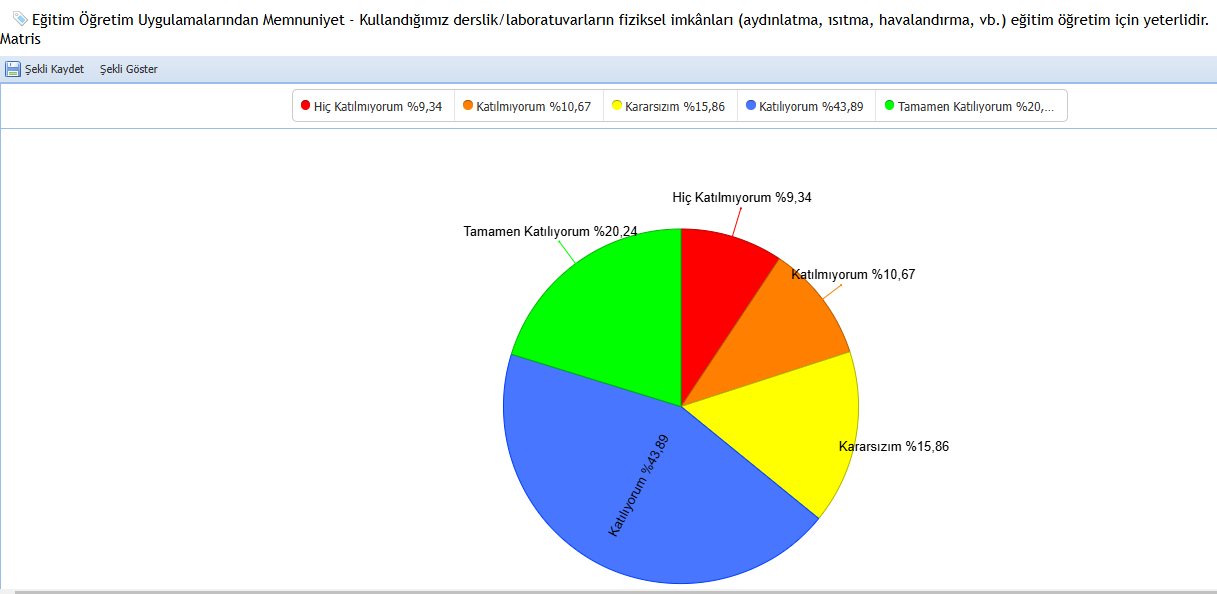 Eğitim Öğretim Uygulamalarından Memnuniyet - Kullandığımız derslik/laboratuvarların fiziksel imkânları (aydınlatma, ısıtma, havalandırma, vb.) eğitim öğretim için yeterlidir.
Matris
Şekli Kaydet Şekli Göster
Hiç Katılmıyorum %9,34 Katılmıyorum %10,67 Kararsızım %15,86 Katılıyorum %43,89 Tamamen Katılıyorum %20,...
Hiç Katılmıyorum %9,34
Tamamen Katılıyorum %20,24
Katılmıyorum %10,67
Kararsızım %15,86
Katılıyorum %43,89